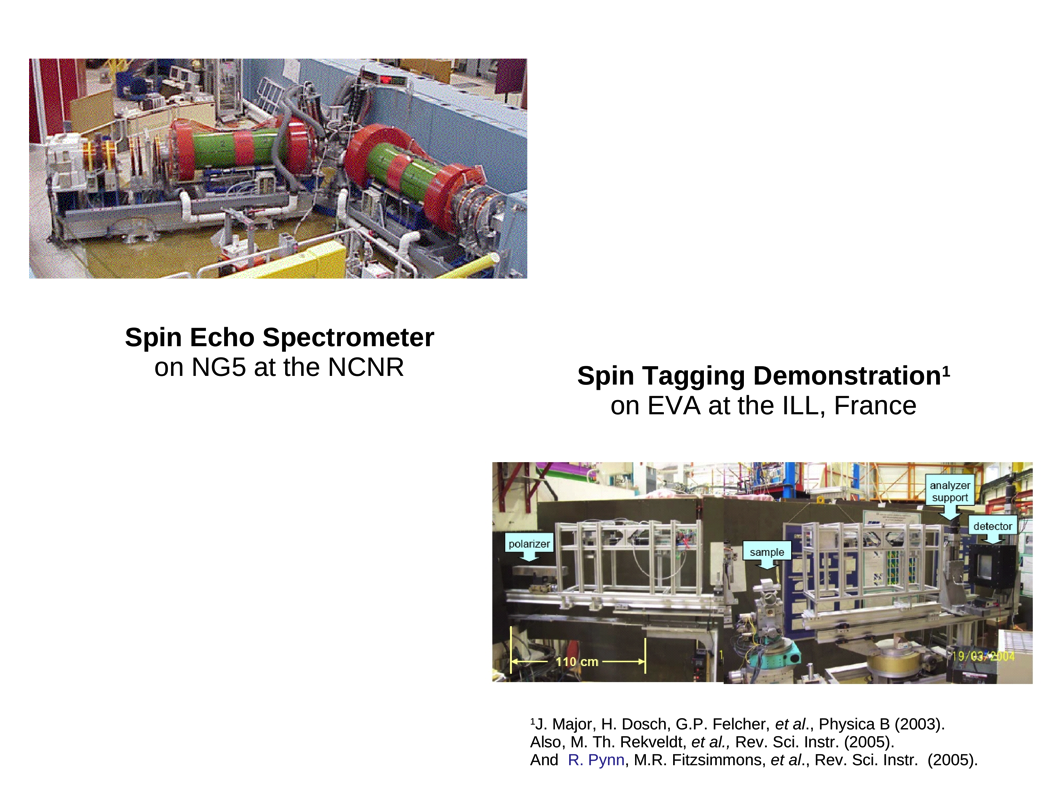 Spin Echo Spectrometer
on NG5 at the NCNR
Spin Tagging Demonstration¹
on EVA at the ILL, France
analyzer
support
detector
polarizer
sample
110 cm
1
19/03/2004
¹J. Major, H. Dosch, G.P. Felcher, et al., Physica B (2003).
Also, M. Th. Rekveldt, et al., Rev. Sci. Instr. (2005).
And R. Pynn, M.R. Fitzsimmons, et al., Rev. Sci. Instr. (2005).